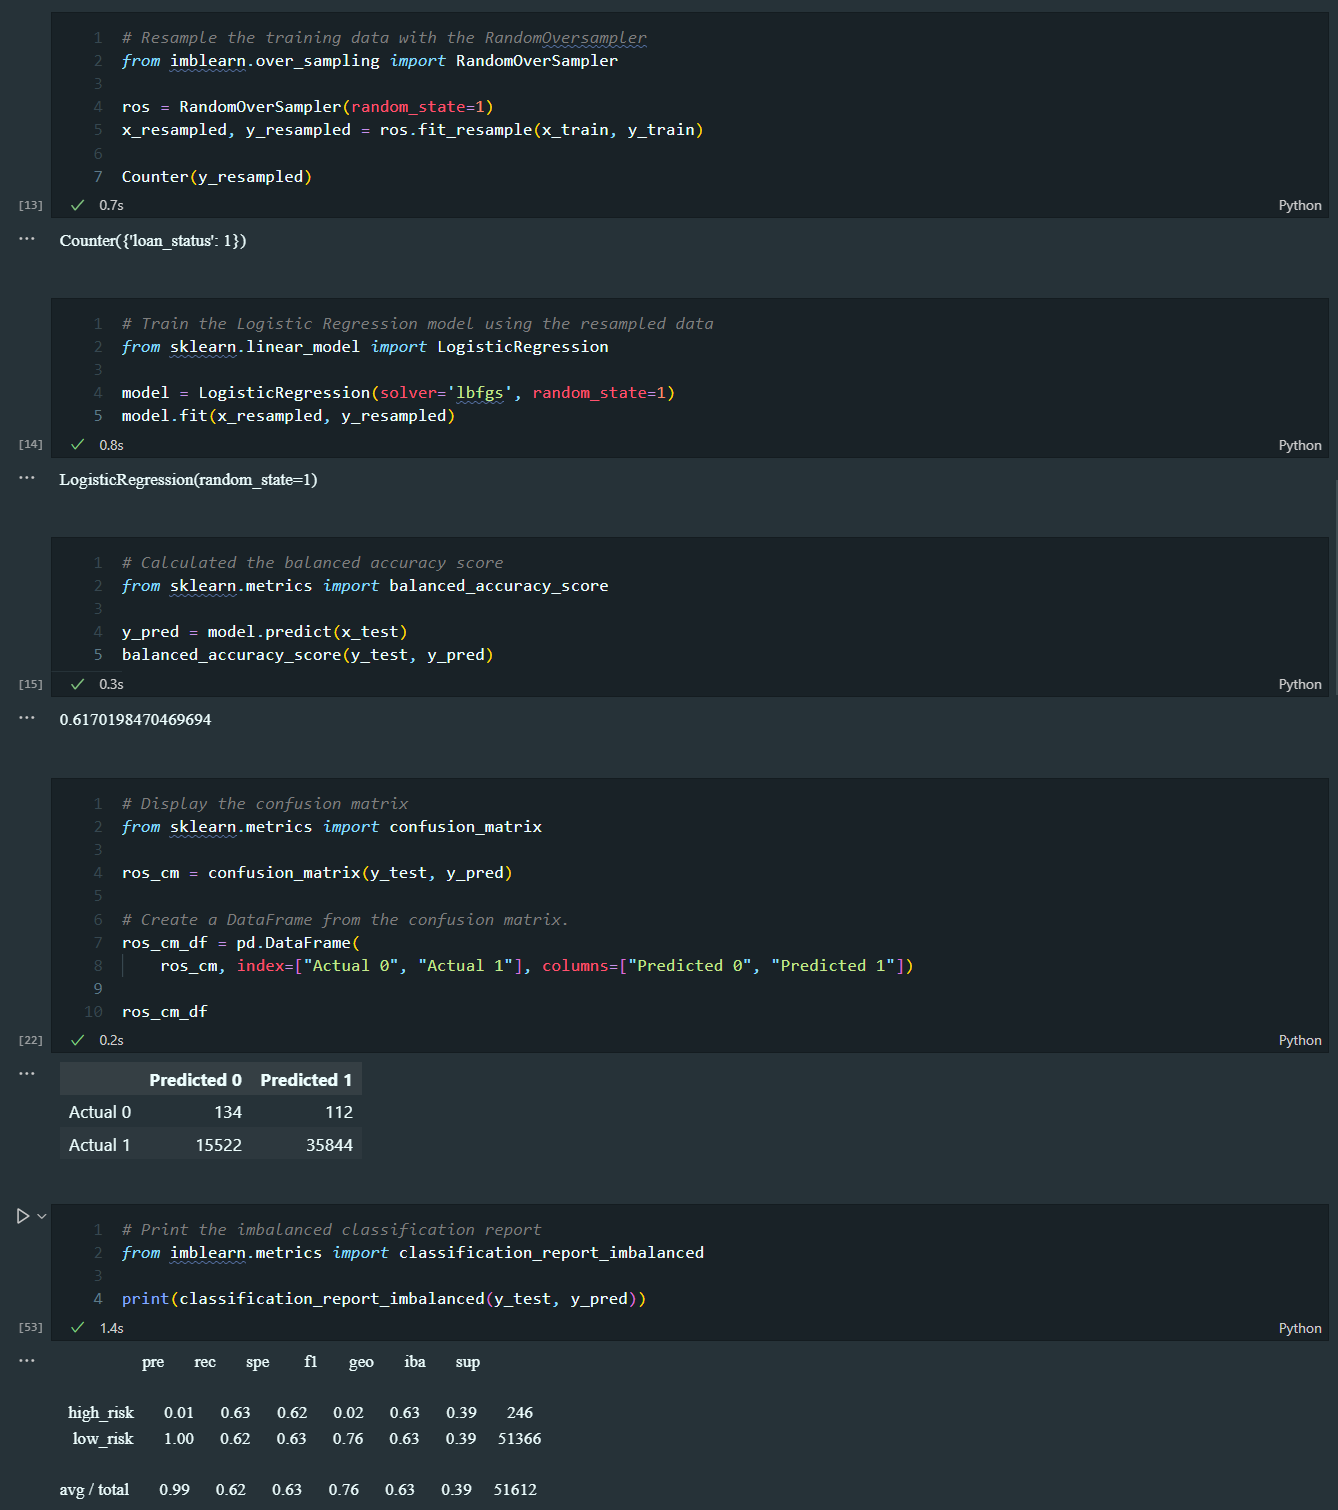 1 # Resample the training data with the RandomOversampler
2 from imblearn.over_sampling import RandomOverSampler
3
4 ros = RandomOverSampler(random_state=1)
5 x_resampled, y_resampled = ros.fit_resample(x_train, y_train)
6
7 Counter(y_resampled)
[13] ✓ 0.7s Python
... Counter({'loan_status': 1})
1 # Train the Logistic Regression model using the resampled data
2 from sklearn.linear_model import LogisticRegression
3
4 model = LogisticRegression(solver='lbfgs', random_state=1)
5 model.fit(x_resampled, y_resampled)
[14] ✓ 0.8s Python
... LogisticRegression(random_state=1)
1 # Calculated the balanced accuracy score
2 from sklearn.metrics import balanced_accuracy_score
3
4 y_pred = model.predict(x_test)
5 balanced_accuracy_score(y_test, y_pred)
[15] ✓ 0.3s Python
... 0.6170198470469694
1 # Display the confusion matrix
2 from sklearn.metrics import confusion_matrix
3
4 ros_cm = confusion_matrix(y_test, y_pred)
5
6 # Create a DataFrame from the confusion matrix.
7 ros_cm_df = pd.DataFrame(
8 ros_cm, index=["Actual 0", "Actual 1"], columns=["Predicted 0", "Predicted 1"])
9
10 ros_cm_df
[22] ✓ 0.2s Python
... Predicted 0 Predicted 1
Actual 0 134 112
Actual 1 15522 35844
1 # Print the imbalanced classification report
2 from imblearn.metrics import classification_report_imbalanced
3
4 print(classification_report_imbalanced(y_test, y_pred))
[53] ✓ 1.4s Python
... pre rec spe f1 geo iba sup
high_risk 0.01 0.63 0.62 0.02 0.63 0.39 246
low_risk 1.00 0.62 0.63 0.76 0.63 0.39 51366
avg / total 0.99 0.62 0.63 0.76 0.63 0.39 51612